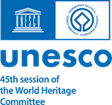 unesco
45th session of
the World Heritage
Committee